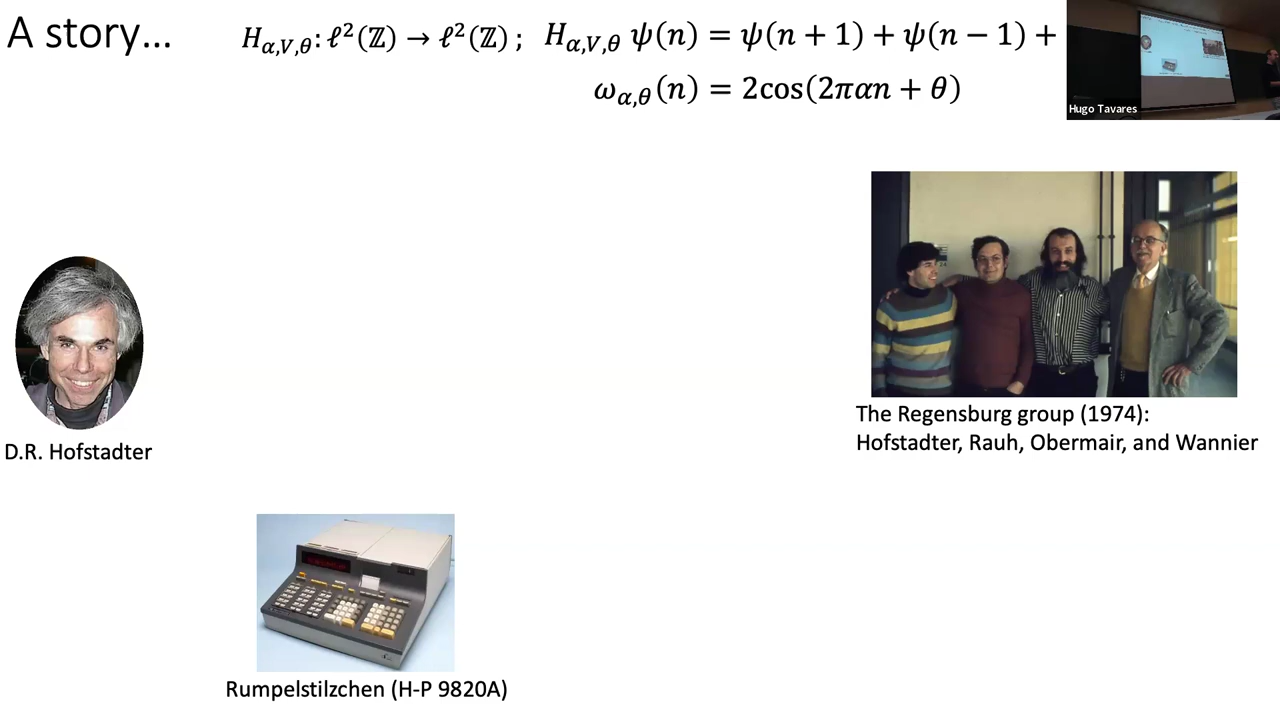 A story...
H_{α,V,θ}: ℓ²(ℤ) → ℓ²(ℤ) ; H_{α,V,θ} ψ(n) = ψ(n + 1) + ψ(n − 1) +
ω_{α,θ}(n) = 2cos(2παn + θ)
Hugo Tavares
The Regensburg group (1974):
Hofstadter, Rauh, Obermair, and Wannier
D.R. Hofstadter
Rumpelstilzchen (H-P 9820A)